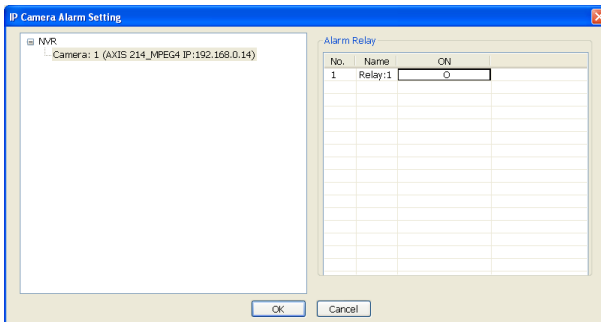 IP Camera Alarm Setting
NVR
Camera: 1 (AXIS 214_MPEG4 IP:192.168.0.14)
Alarm Relay
No. Name ON
1 Relay:1 O
OK Cancel